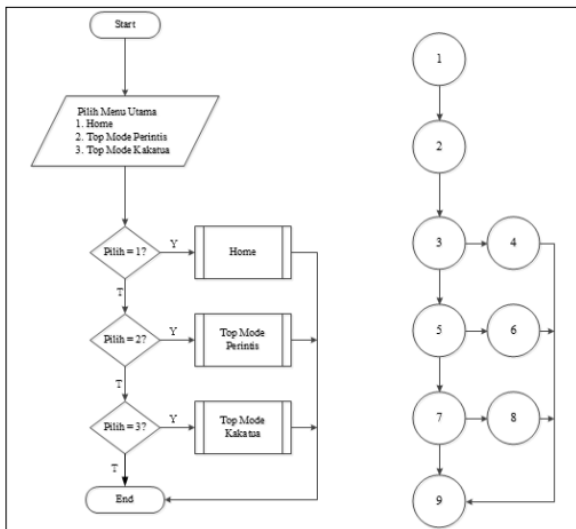 Start
Pilih Menu Utama
1. Home
2. Top Mode Perintis
3. Top Mode Kakatua
Pilih = 1?
Y
Home
T
Pilih = 2?
Y
Top Mode
Perintis
T
Pilih = 3?
Y
Top Mode
Kakatua
T
End
1
2
3
4
5
6
7
8
9